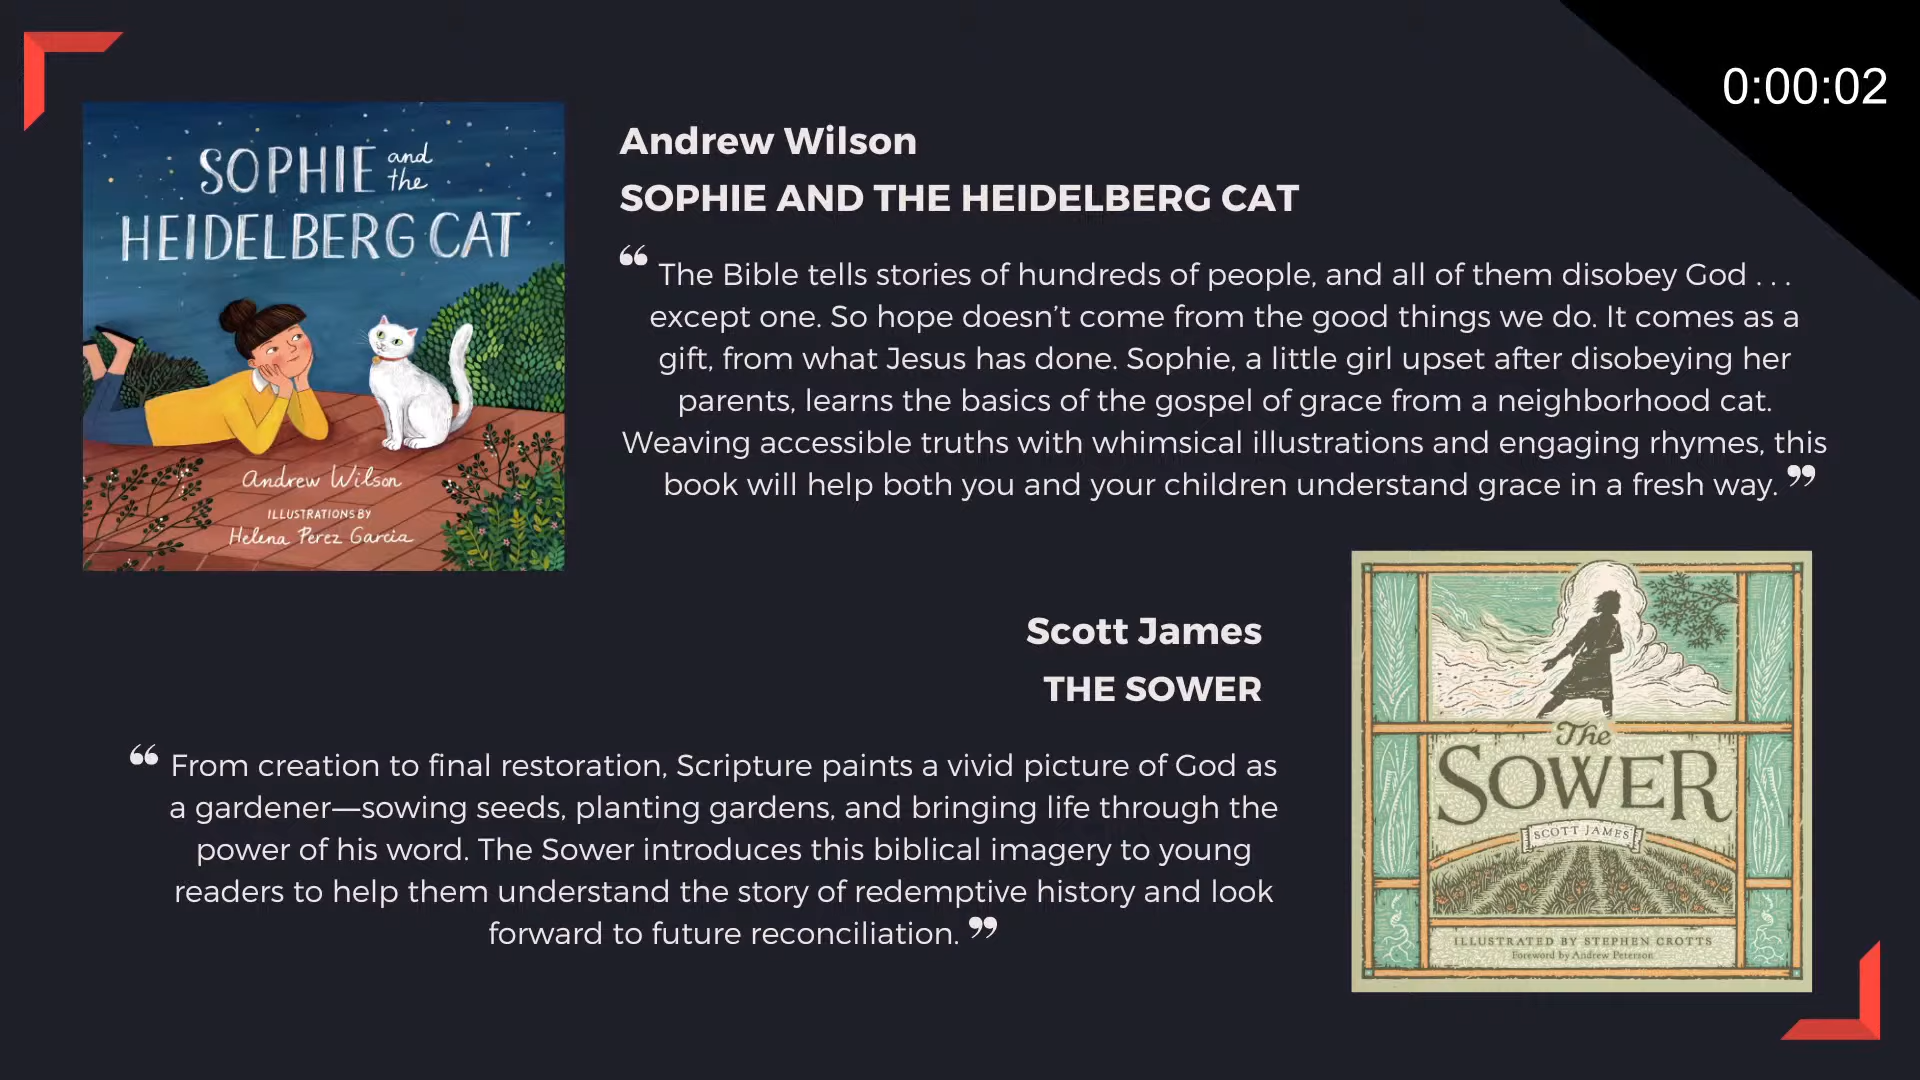 0:00:02
SOPHIE and the
HEIDELBERG CAT
Andrew Wilson
ILLUSTRATIONS BY
Helena Perez Garcia
Andrew Wilson
SOPHIE AND THE HEIDELBERG CAT
“ The Bible tells stories of hundreds of people, and all of them disobey God . . .
except one. So hope doesn’t come from the good things we do. It comes as a
gift, from what Jesus has done. Sophie, a little girl upset after disobeying her
parents, learns the basics of the gospel of grace from a neighborhood cat.
Weaving accessible truths with whimsical illustrations and engaging rhymes, this
book will help both you and your children understand grace in a fresh way. ”
Scott James
THE SOWER
“ From creation to final restoration, Scripture paints a vivid picture of God as
a gardener—sowing seeds, planting gardens, and bringing life through the
power of his word. The Sower introduces this biblical imagery to young
readers to help them understand the story of redemptive history and look
forward to future reconciliation. ”
The
SOWER
SCOTT JAMES
ILLUSTRATED BY STEPHEN CROTTS
Foreword by Andrew Peterson